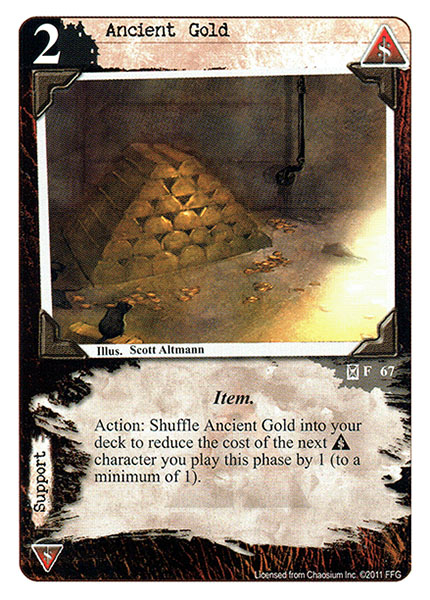 2
Ancient Gold
Illus. Scott Altmann
F 67
Item.
Action: Shuffle Ancient Gold into your
deck to reduce the cost of the next
character you play this phase by 1 (to a
minimum of 1).
Support
Licensed from Chaosium Inc. ©2011 FFG